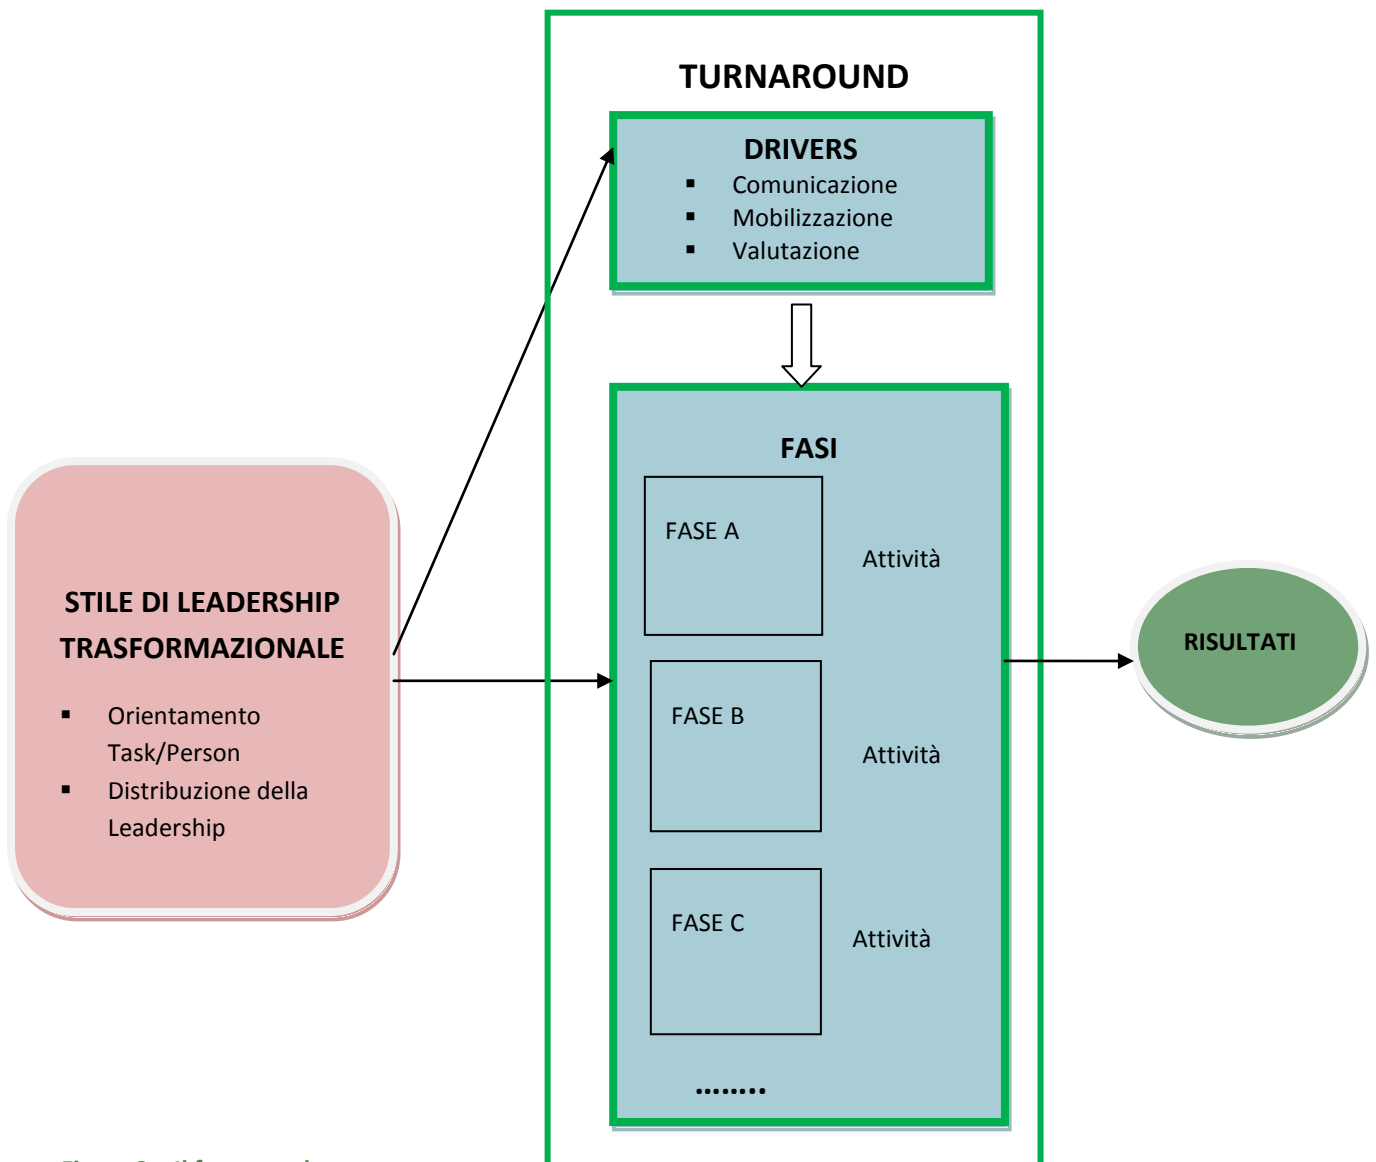 TURNAROUND
DRIVERS
▪ Comunicazione
▪ Mobilizzazione
▪ Valutazione
FASI
FASE A
Attività
STILE DI LEADERSHIP
TRASFORMAZIONALE
▪ Orientamento
Task/Person
▪ Distribuzione della
Leadership
FASE B
Attività
RISULTATI
FASE C
Attività
........